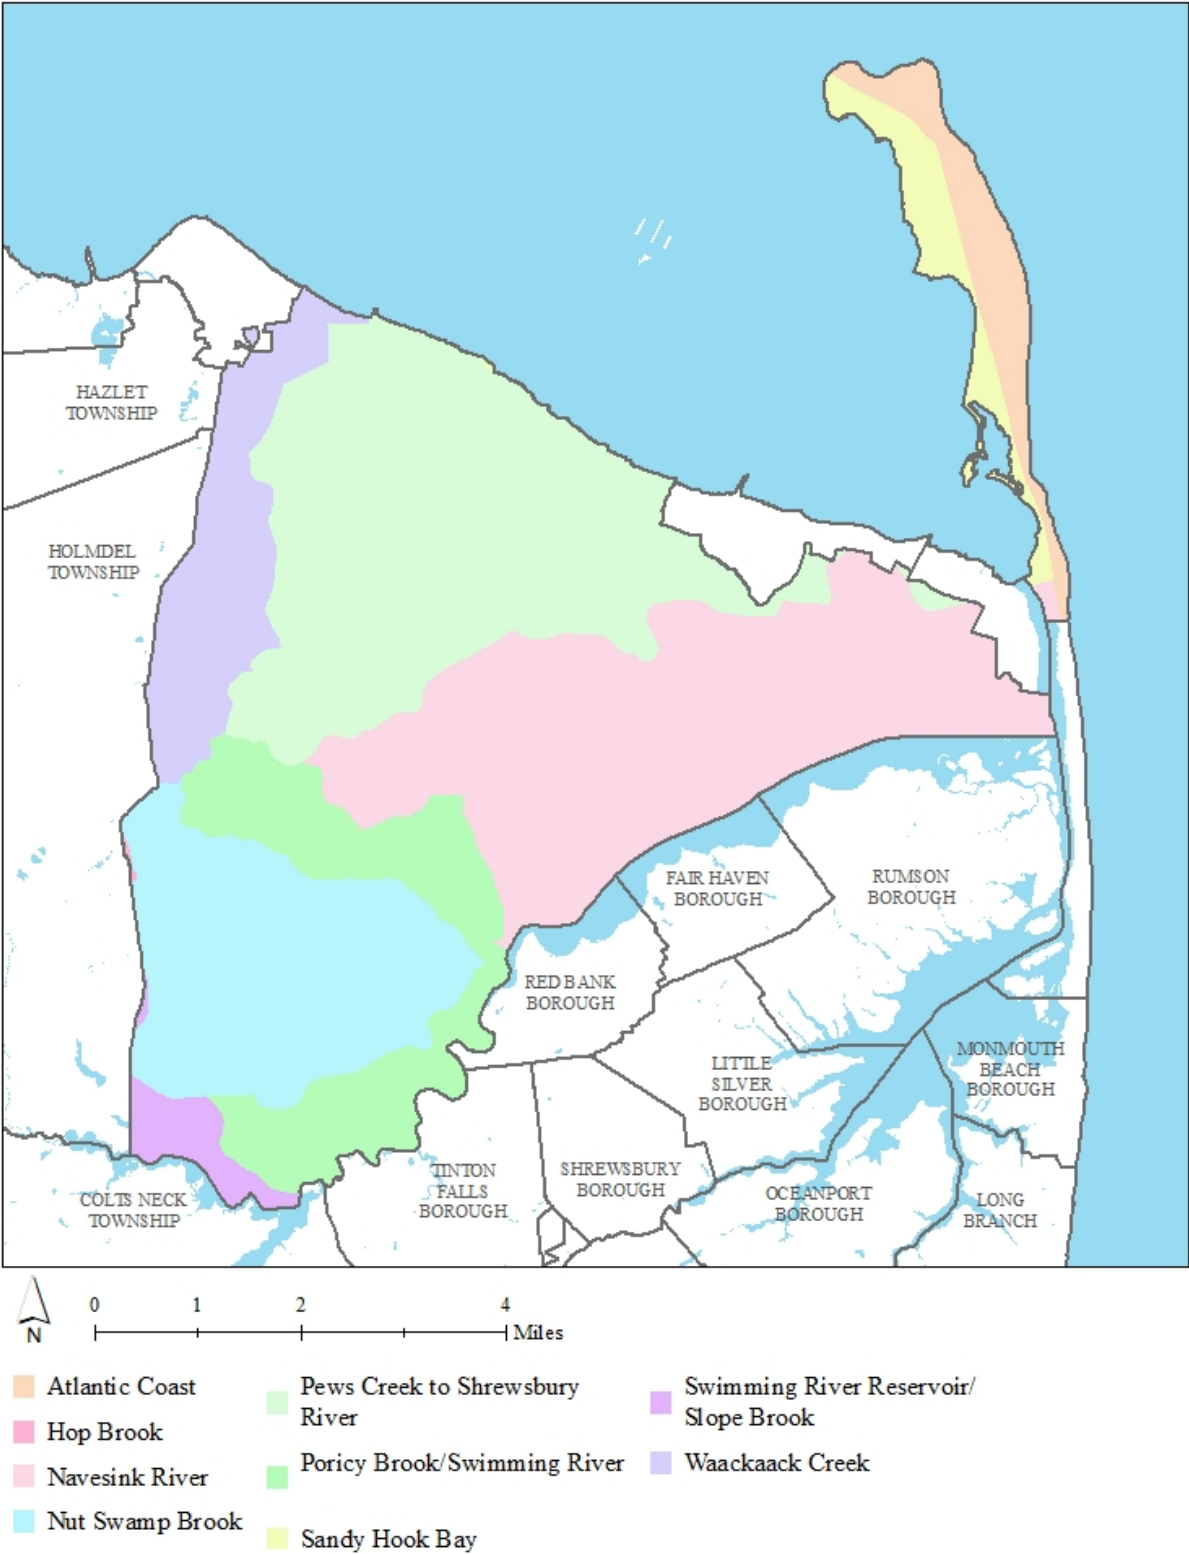 HAZLET
TOWNSHIP
HOLMDEL
TOWNSHIP
FAIR HAVEN
BOROUGH
RUMSON
BOROUGH
RED BANK
BOROUGH
LITTLE
SILVER
BOROUGH
MONMOUTH
BEACH
BOROUGH
COLTS NECK
TOWNSHIP
TINTON
FALLS
BOROUGH
SHREWSBURY
BOROUGH
OCEANPORT
BOROUGH
LONG
BRANCH
N
0 1 2 4
Miles
Atlantic Coast
Hop Brook
Navesink River
Nut Swamp Brook
Pews Creek to Shrewsbury
River
Poricy Brook/Swimming River
Sandy Hook Bay
Swimming River Reservoir/
Slope Brook
Waackaack Creek